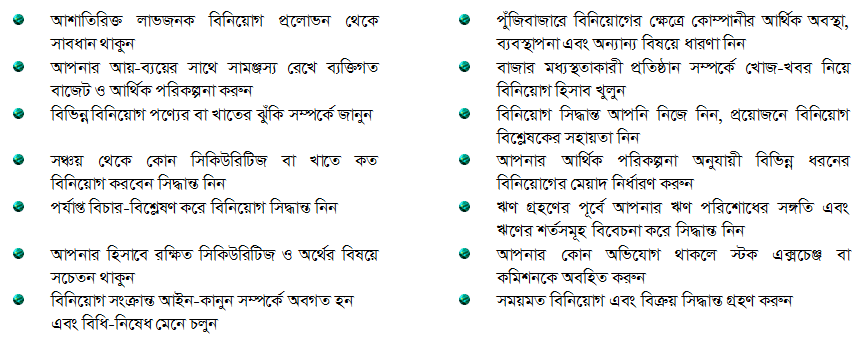 আশাতিরিক্ত লাভজনক বিনিয়োগ প্রলোভন থেকে
সাবধান থাকুন
আপনার আয়-ব্যয়ের সাথে সামঞ্জস্য রেখে ব্যক্তিগত
বাজেট ও আর্থিক পরিকল্পনা করুন
বিভিন্ন বিনিয়োগ পণ্যের বা খাতের ঝুঁকি সম্পর্কে জানুন
সঞ্চয় থেকে কোন সিকিউরিটিজ বা খাতে কত
বিনিয়োগ করবেন সিদ্ধান্ত নিন
পর্যাপ্ত বিচার-বিশ্লেষণ করে বিনিয়োগ সিদ্ধান্ত নিন
আপনার হিসাবে রক্ষিত সিকিউরিটিজ ও অর্থের বিষয়ে
সচেতন থাকুন
বিনিয়োগ সংক্রান্ত আইন-কানুন সম্পর্কে অবগত হন
এবং বিধি-নিষেধ মেনে চলুন
পুঁজিবাজারে বিনিয়োগের ক্ষেত্রে কোম্পানীর আর্থিক অবস্থা,
ব্যবস্থাপনা এবং অন্যান্য বিষয়ে ধারণা নিন
বাজার মধ্যস্থতাকারী প্রতিষ্ঠান সম্পর্কে খোজ-খবর নিয়ে
বিনিয়োগ হিসাব খুলুন
বিনিয়োগ সিদ্ধান্ত আপনি নিজে নিন, প্রয়োজনে বিনিয়োগ
বিশ্লেষকের সহায়তা নিন
আপনার আর্থিক পরিকল্পনা অনুযায়ী বিভিন্ন ধরনের
বিনিয়োগের মেয়াদ নির্ধারণ করুন
ঋণ গ্রহণের পূর্বে আপনার ঋণ পরিশোধের সঙ্গতি এবং
ঋণের শর্তসমূহ বিবেচনা করে সিদ্ধান্ত নিন
আপনার কোন অভিযোগ থাকলে স্টক এক্সচেঞ্জ বা
কমিশনকে অবহিত করুন
সময়মত বিনিয়োগ এবং বিক্রয় সিদ্ধান্ত গ্রহণ করুন